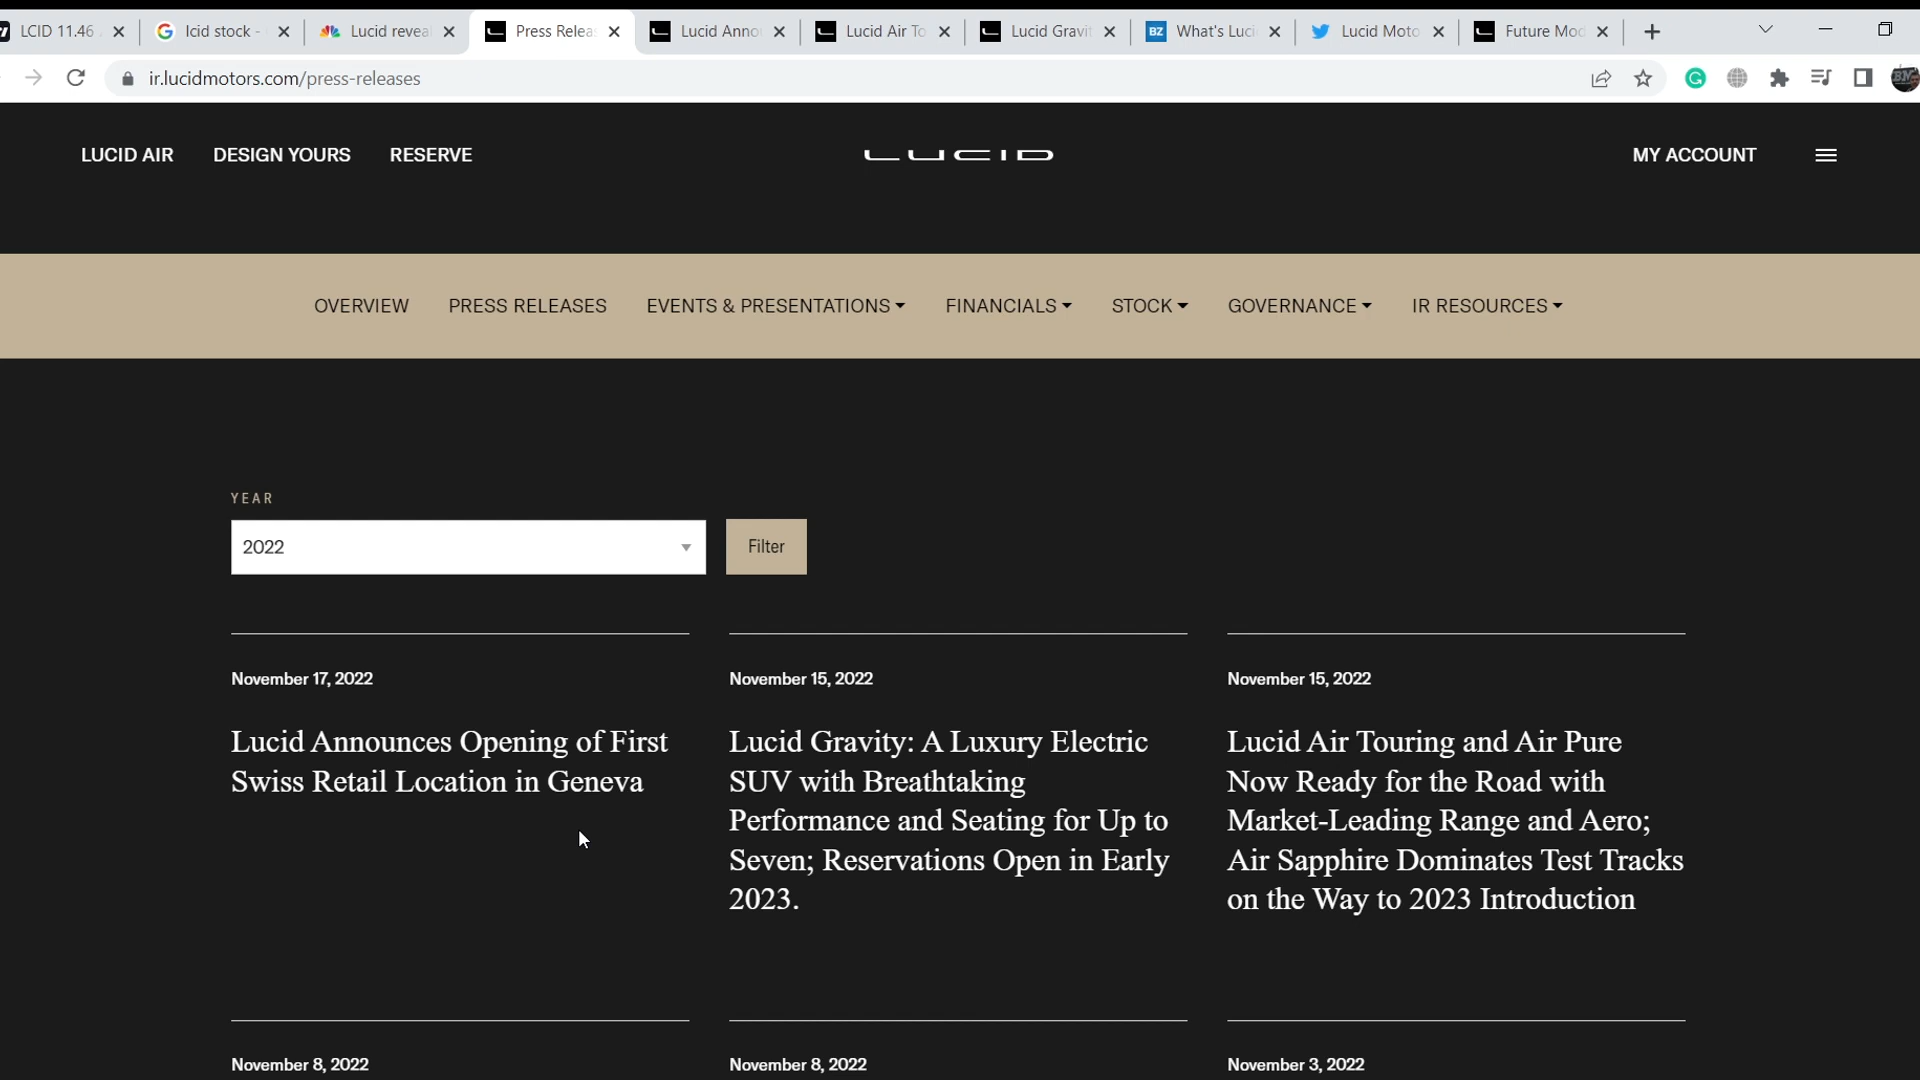 LCID 11.46
lcid stock -
Lucid revea
Press Relea
Lucid Anno
Lucid Air To
Lucid Gravit
BZ What's Luci
Lucid Moto
Future Mod
ir.lucidmotors.com/press-releases
LUCID AIR
DESIGN YOURS
RESERVE
LUCID
MY ACCOUNT
OVERVIEW
PRESS RELEASES
EVENTS & PRESENTATIONS
FINANCIALS
STOCK
GOVERNANCE
IR RESOURCES
YEAR
2022
Filter
November 17, 2022
Lucid Announces Opening of First
Swiss Retail Location in Geneva
November 15, 2022
Lucid Gravity: A Luxury Electric
SUV with Breathtaking
Performance and Seating for Up to
Seven; Reservations Open in Early
2023.
November 15, 2022
Lucid Air Touring and Air Pure
Now Ready for the Road with
Market-Leading Range and Aero;
Air Sapphire Dominates Test Tracks
on the Way to 2023 Introduction
November 8, 2022
November 8, 2022
November 3, 2022